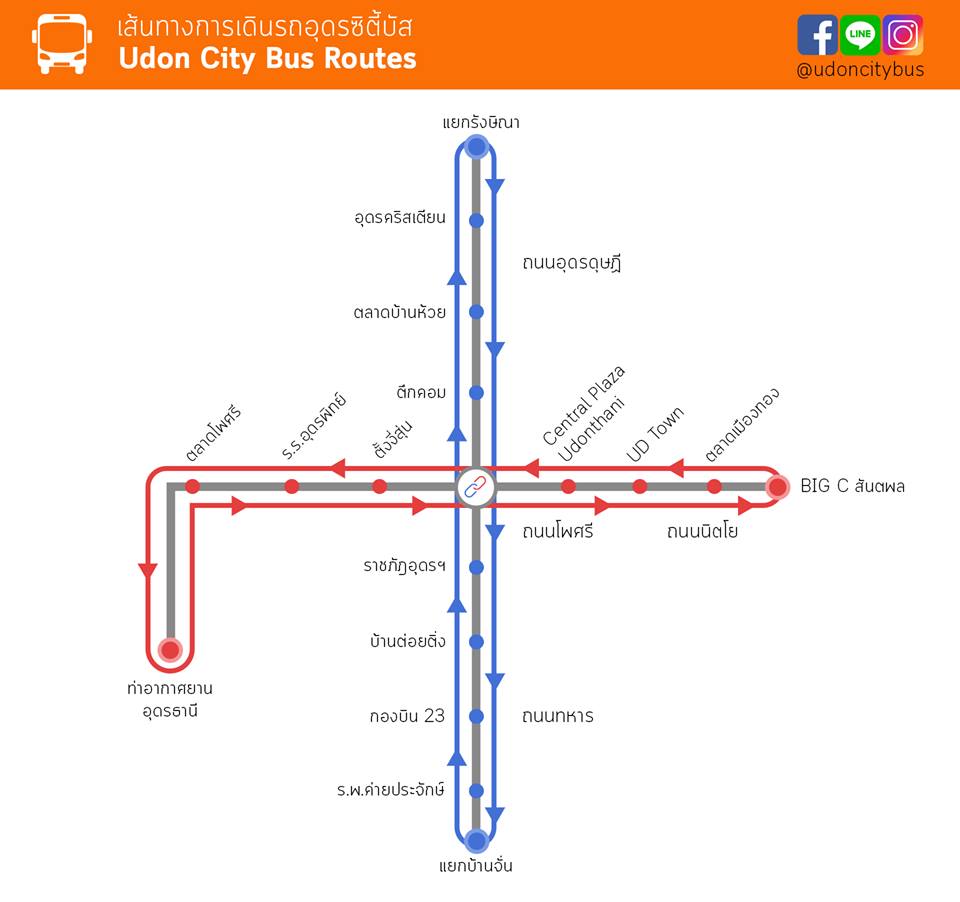 เส้นทางการเดินรถอุดรซิตี้บัส
Udon City Bus Routes
LINE
@udoncitybus
แยกรังษิณา
อุดรคริสเตียน
ถนนอุดรดุษฎี
ตลาดบ้านห้วย
ตึกคอม
ตลาดโพศรี
ร.ร.อุดรพิทย์
ตั้งงี่สุ่น
Central Plaza
Udonthani
UD Town
ตลาดเมืองทอง
BIG C สันตพล
ถนนโพศรี
ถนนนิตโย
ราชภัฏอุดรฯ
บ้านต่อยติ่ง
กองบิน 23
ถนนทหาร
ร.พ.ค่ายประจักษ์
แยกบ้านจั่น
ท่าอากาศยาน
อุดรธานี